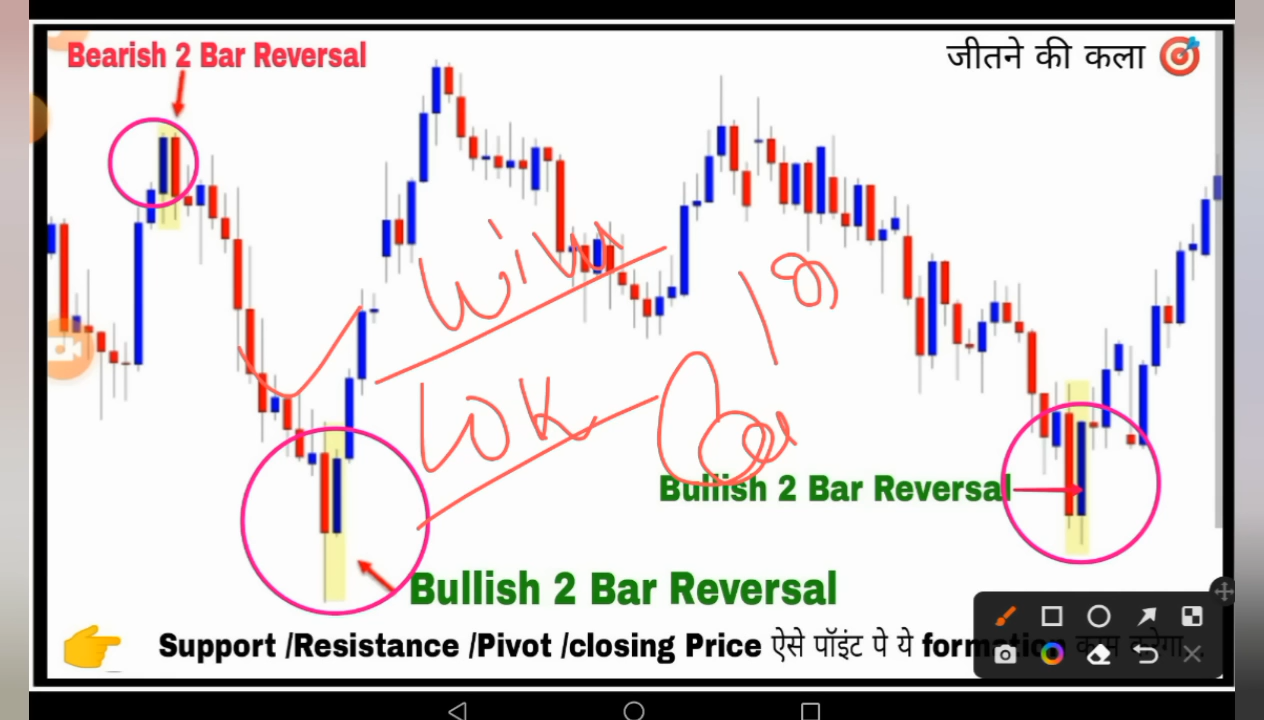 Bearish 2 Bar Reversal
जीतने की कला
Win
10K
Bullish 2 Bar Reversal
Bullish 2 Bar Reversal
Support /Resistance /Pivot /closing Price ऐसे पॉइंट पे ये formation काम करेगा